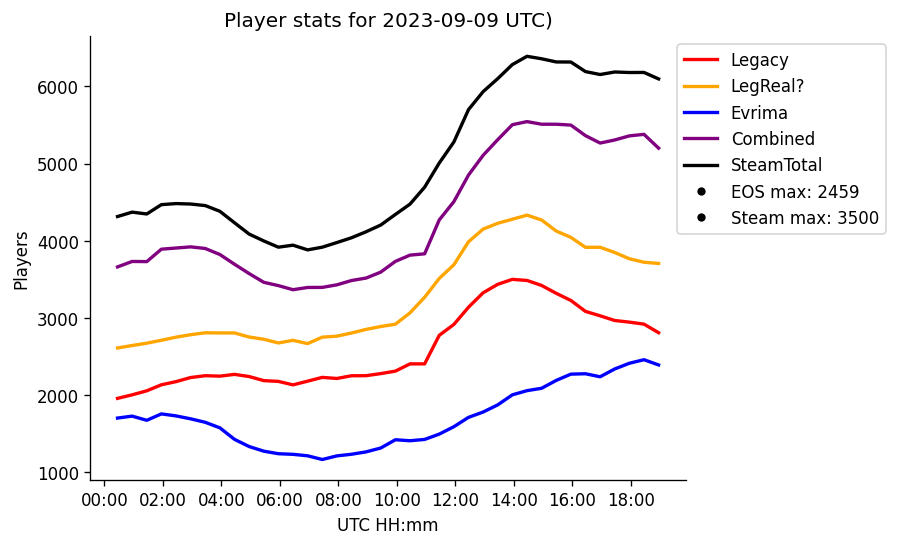 Player stats for 2023-09-09 UTC)
Legacy
LegReal?
Evrima
Combined
SteamTotal
EOS max: 2459
Steam max: 3500
Players
6000
5000
4000
3000
2000
1000
00:00 02:00 04:00 06:00 08:00 10:00 12:00 14:00 16:00 18:00
UTC HH:mm